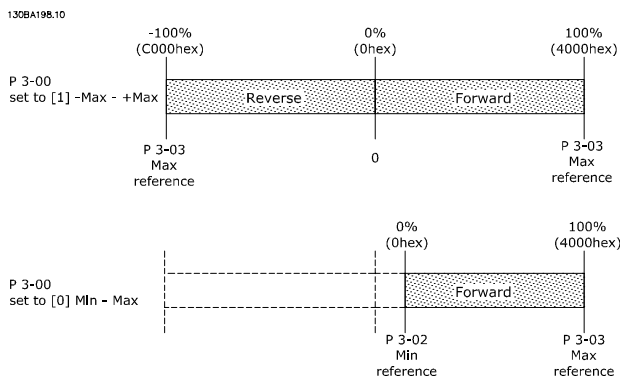 130BA198.10
-100%
(C000hex)
0%
(0hex)
100%
(4000hex)
P 3-00
set to [1] -Max - +Max
Reverse
Forward
P 3-03
Max
reference
0
P 3-03
Max
reference
0%
(0hex)
100%
(4000hex)
P 3-00
set to [0] Min - Max
Forward
P 3-02
Min
reference
P 3-03
Max
reference